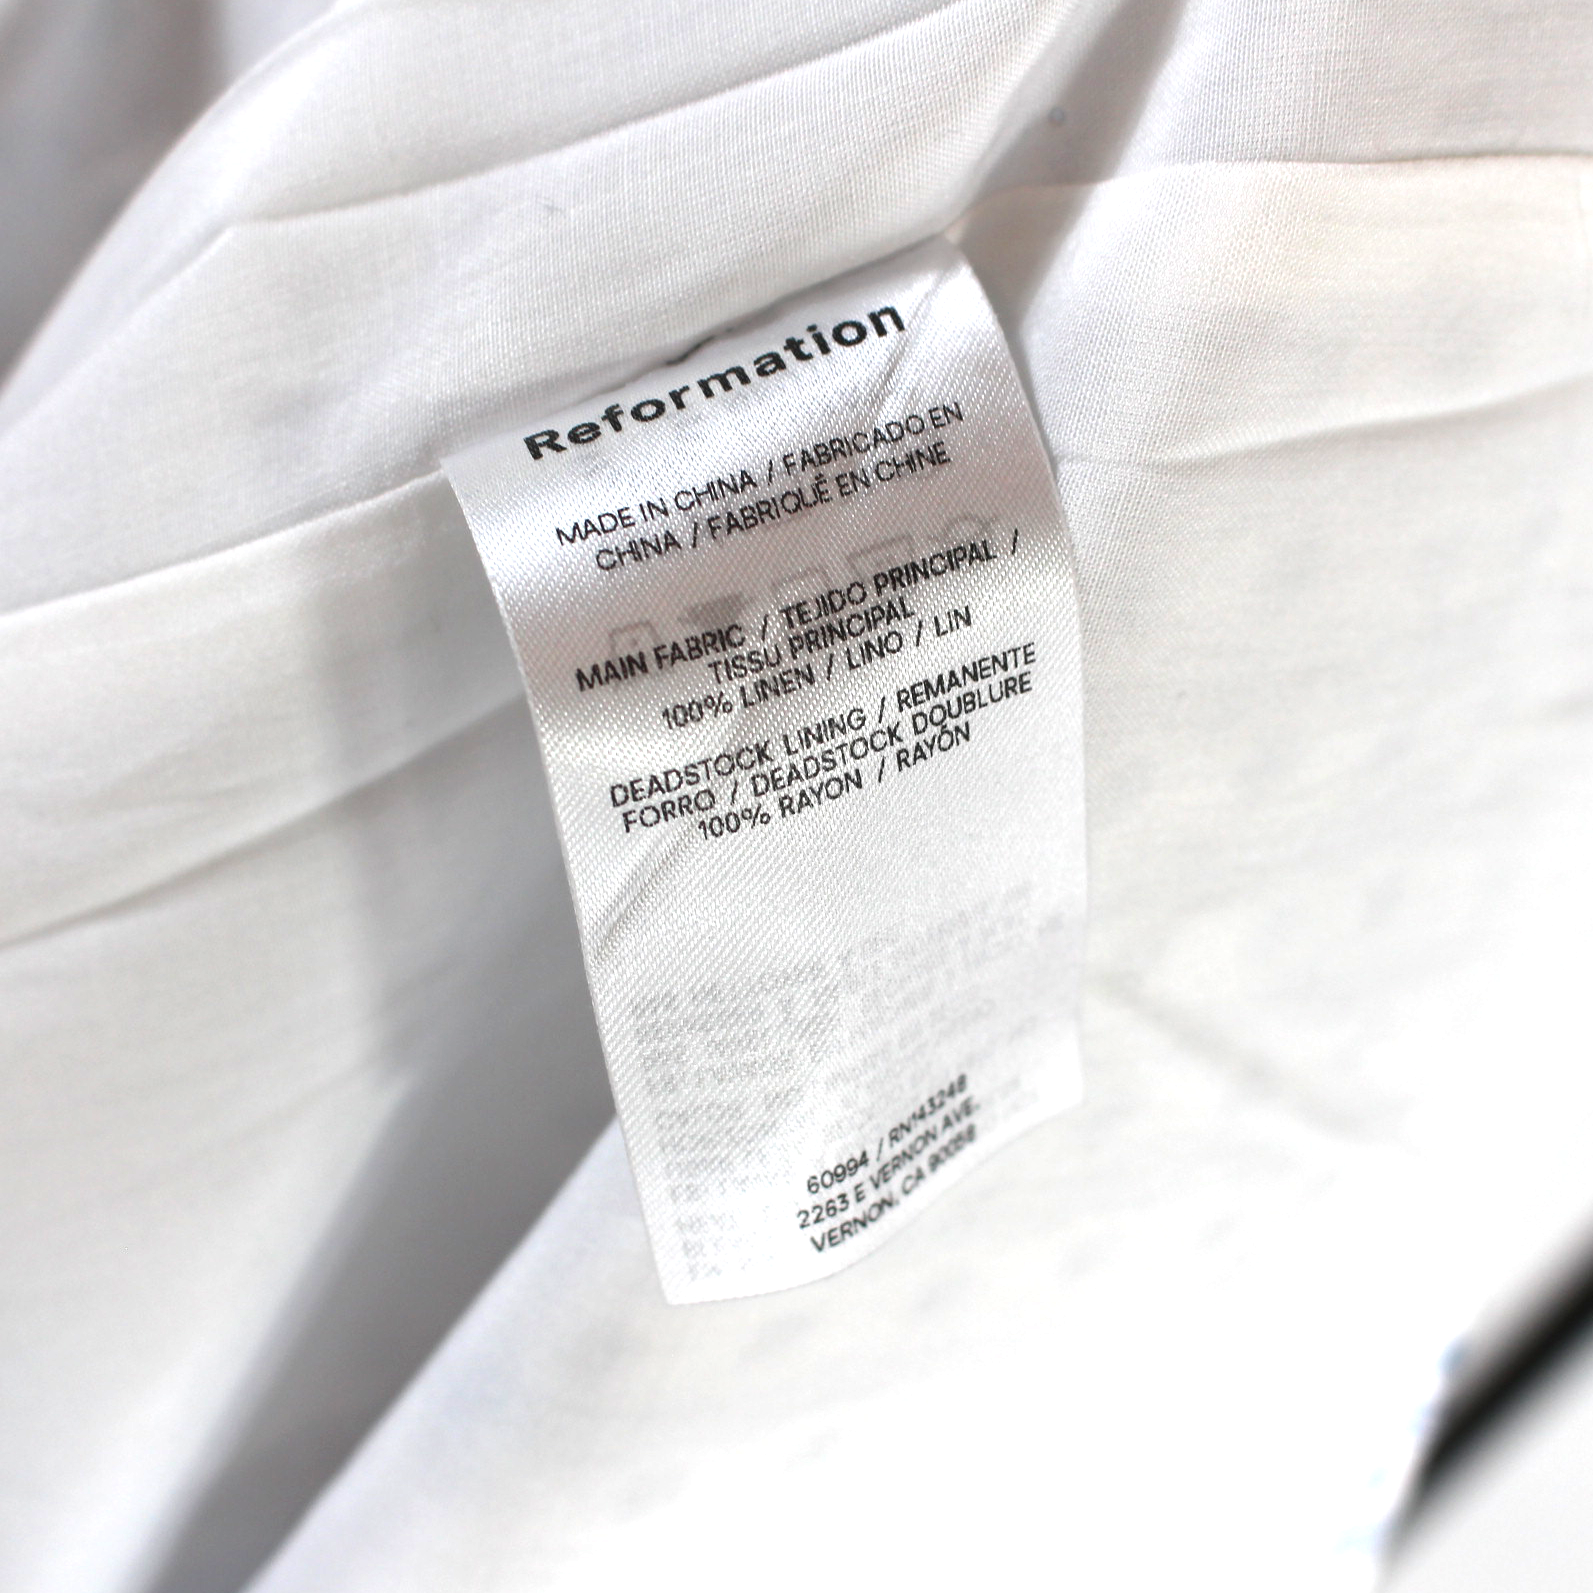 Reformation
MADE IN CHINA / FABRICADO EN
CHINA / FABRIQUÉ EN CHINE
MAIN FABRIC / TEJIDO PRINCIPAL /
TISSU PRINCIPAL
100% LINEN / LINO / LIN
DEADSTOCK LINING / REMANENTE
FORRO / DEADSTOCK DOUBLURE
100% RAYON / RAYÓN
60994 / RN143248
2263 E VERNON AVE.
VERNON, CA 90058